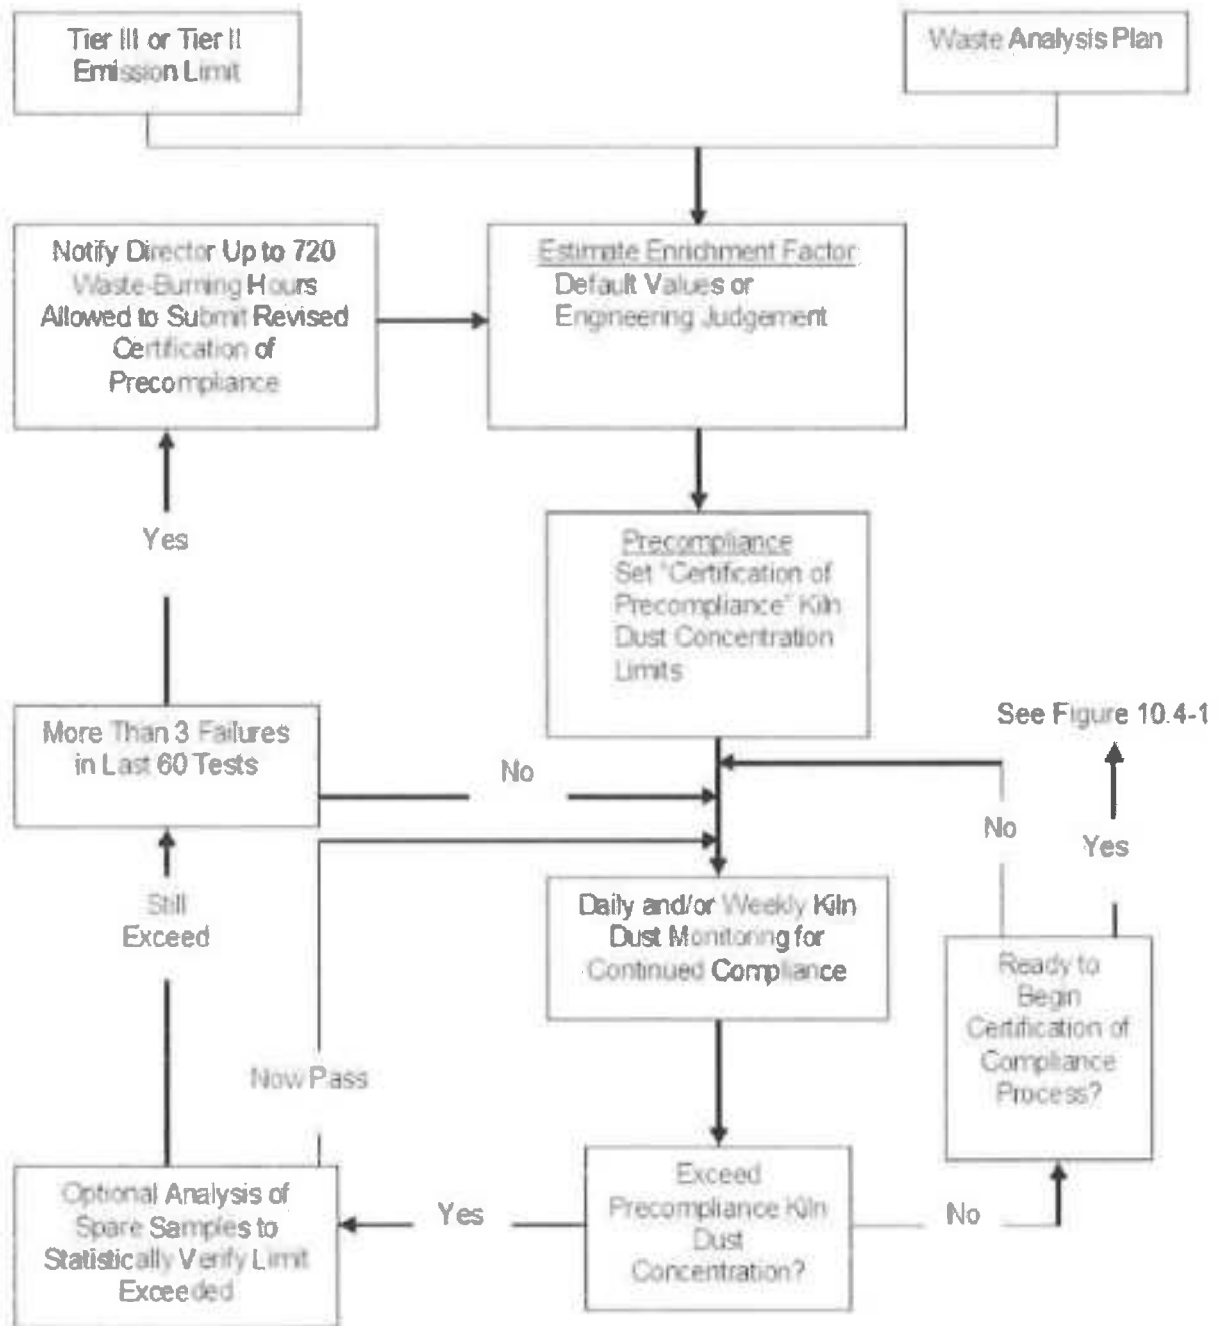 Tier III or Tier II
Emission Limit
Waste Analysis Plan
Notify Director Up to 720
Waste-Burning Hours
Allowed to Submit Revised
Certification of
Precompliance
Estimate Enrichment Factor
Default Values or
Engineering Judgement
Yes
Precompliance
Set "Certification of
Precompliance" Kiln
Dust Concentration
Limits
More Than 3 Failures
in Last 60 Tests
No
See Figure 10.4-1
No
Yes
Still
Exceed
Daily and/or Weekly Kiln
Dust Monitoring for
Continued Compliance
Ready to
Begin
Certification of
Compliance
Process?
Now Pass
Optional Analysis of
Spare Samples to
Statistically Verify Limit
Exceeded
Yes
Exceed
Precompliance Kiln
Dust
Concentration?
No